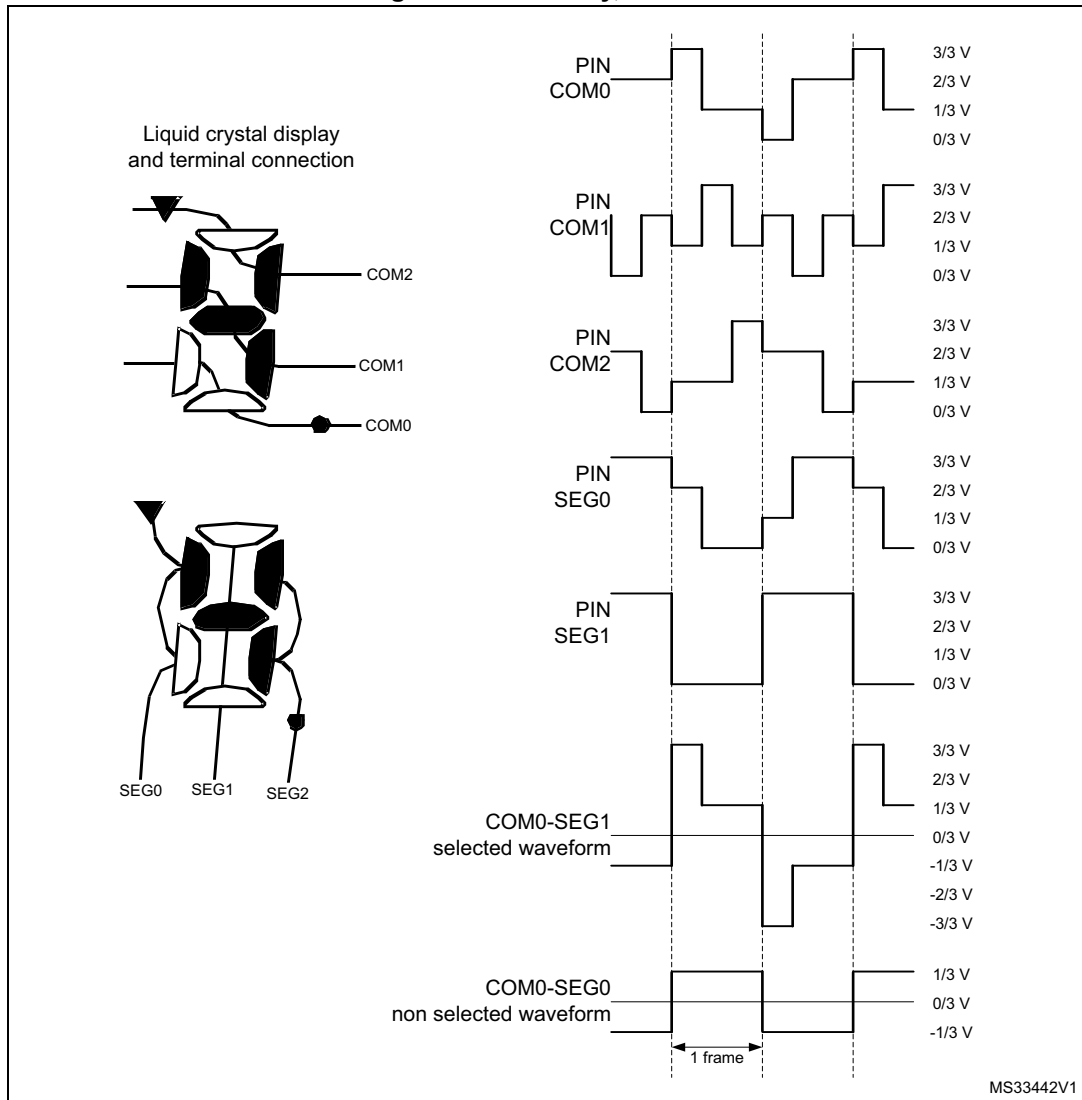 PIN
COM0
3/3 V
2/3 V
1/3 V
0/3 V
Liquid crystal display
and terminal connection
COM2
COM1
COM0
PIN
COM1
3/3 V
2/3 V
1/3 V
0/3 V
PIN
COM2
3/3 V
2/3 V
1/3 V
0/3 V
PIN
SEG0
3/3 V
2/3 V
1/3 V
0/3 V
SEG0
SEG1
SEG2
PIN
SEG1
3/3 V
2/3 V
1/3 V
0/3 V
COM0-SEG1
selected waveform
3/3 V
2/3 V
1/3 V
0/3 V
-1/3 V
-2/3 V
-3/3 V
COM0-SEG0
non selected waveform
1/3 V
0/3 V
-1/3 V
1 frame
MS33442V1